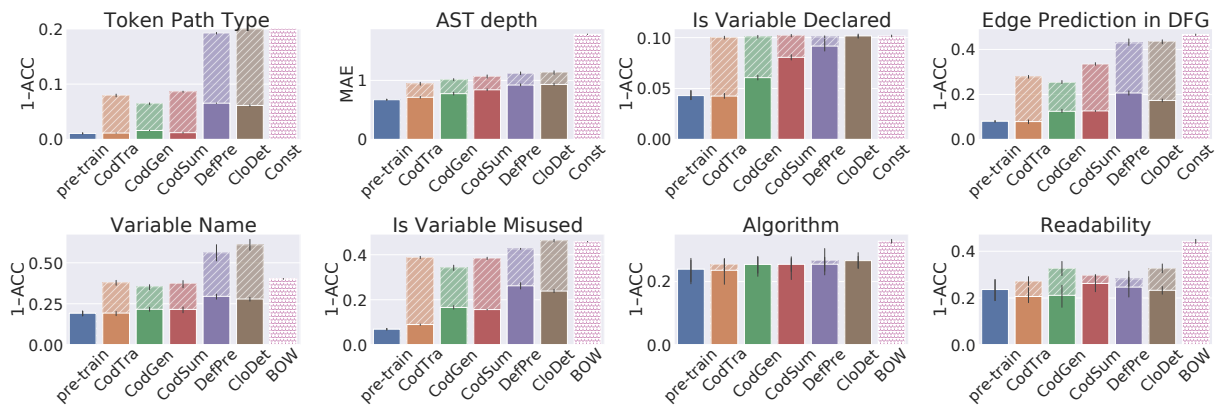 Token Path Type
1−ACC
0.2
0.1
0.0
pre-train
CodTra
CodGen
CodSum
DefPre
CloDet
Const
AST depth
MAE
1
0
pre-train
CodTra
CodGen
CodSum
DefPre
CloDet
Const
Is Variable Declared
1−ACC
0.10
0.05
0.00
pre-train
CodTra
CodGen
CodSum
DefPre
CloDet
Const
Edge Prediction in DFG
1−ACC
0.4
0.2
0.0
pre-train
CodTra
CodGen
CodSum
DefPre
CloDet
Const
Variable Name
1−ACC
0.50
0.25
0.00
pre-train
CodTra
CodGen
CodSum
DefPre
CloDet
BOW
Is Variable Misused
1−ACC
0.4
0.2
0.0
pre-train
CodTra
CodGen
CodSum
DefPre
CloDet
BOW
Algorithm
1−ACC
0.2
0.0
pre-train
CodTra
CodGen
CodSum
DefPre
CloDet
BOW
Readability
1−ACC
0.4
0.2
0.0
pre-train
CodTra
CodGen
CodSum
DefPre
CloDet
BOW